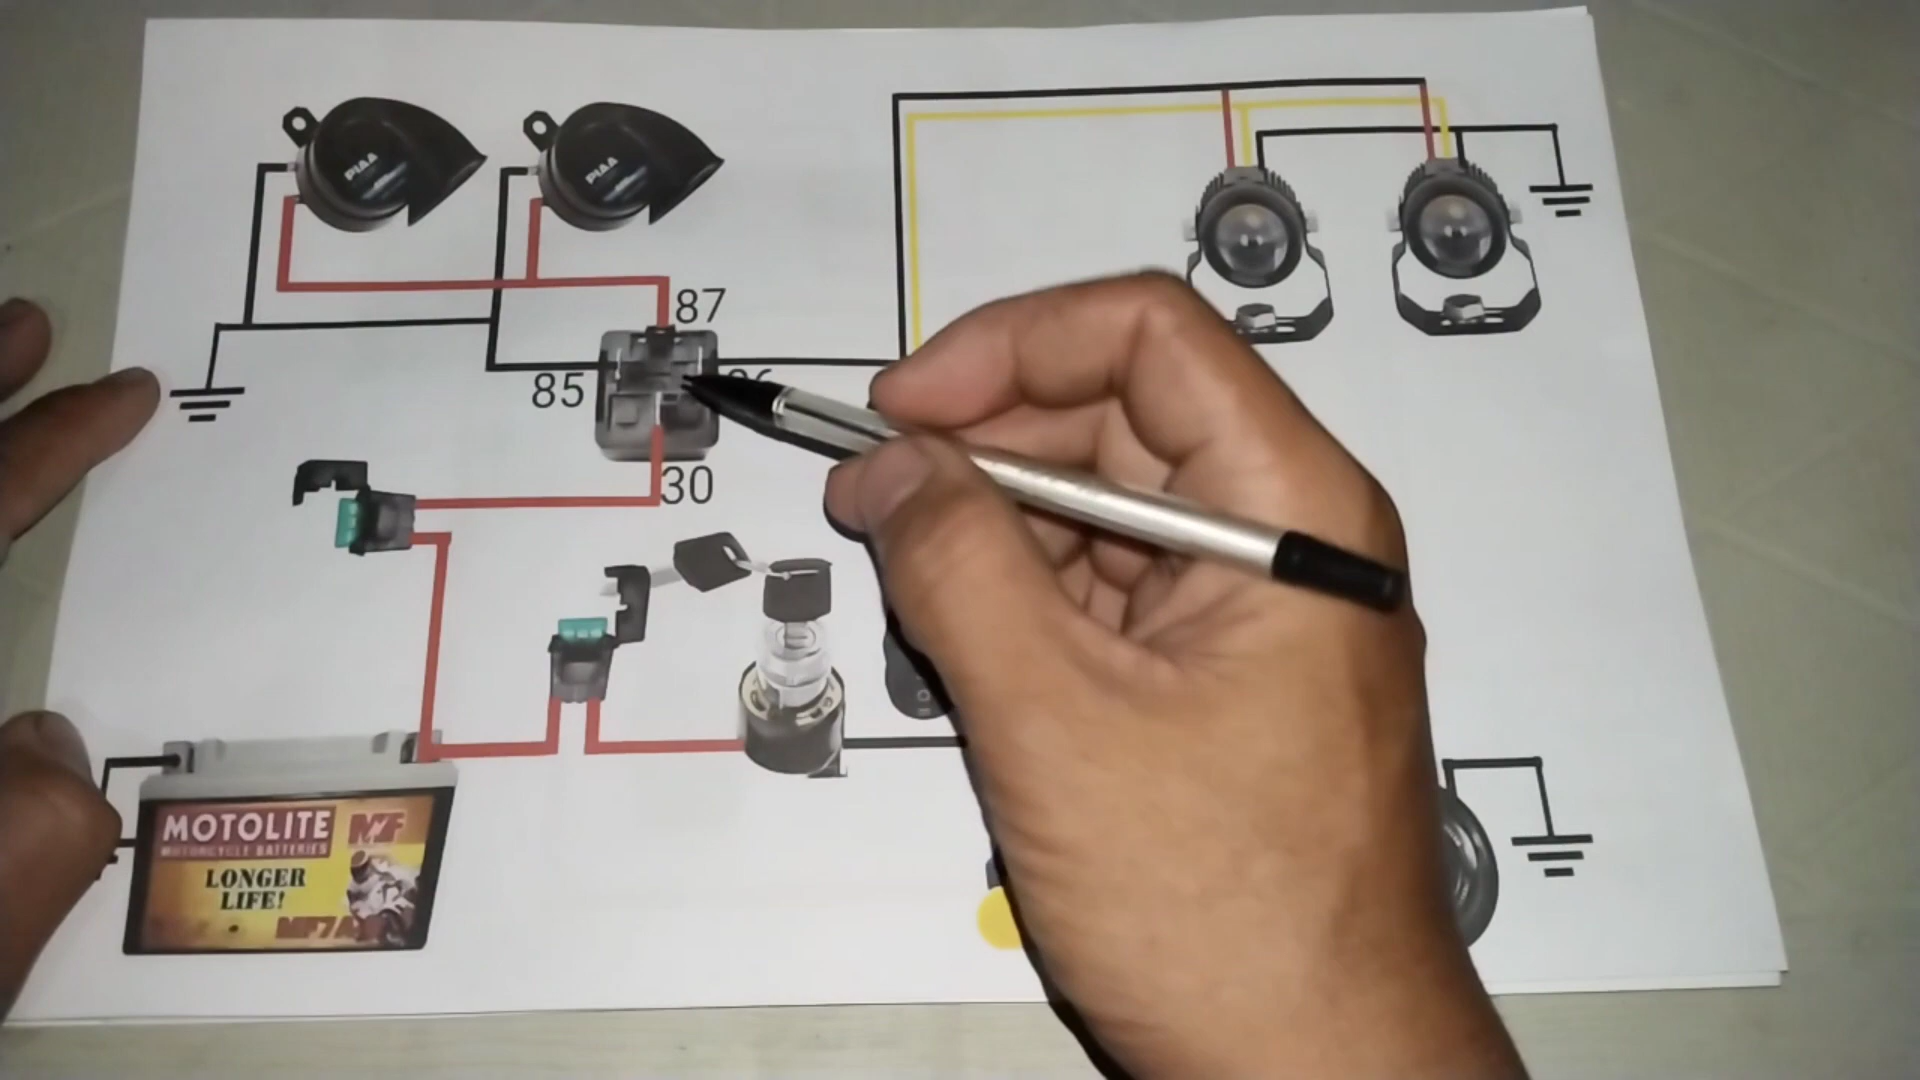 PIAA
PIAA
87
85
30
MOTOLITE MF
MOTORCYCLE BATTERIES
LONGER
LIFE!